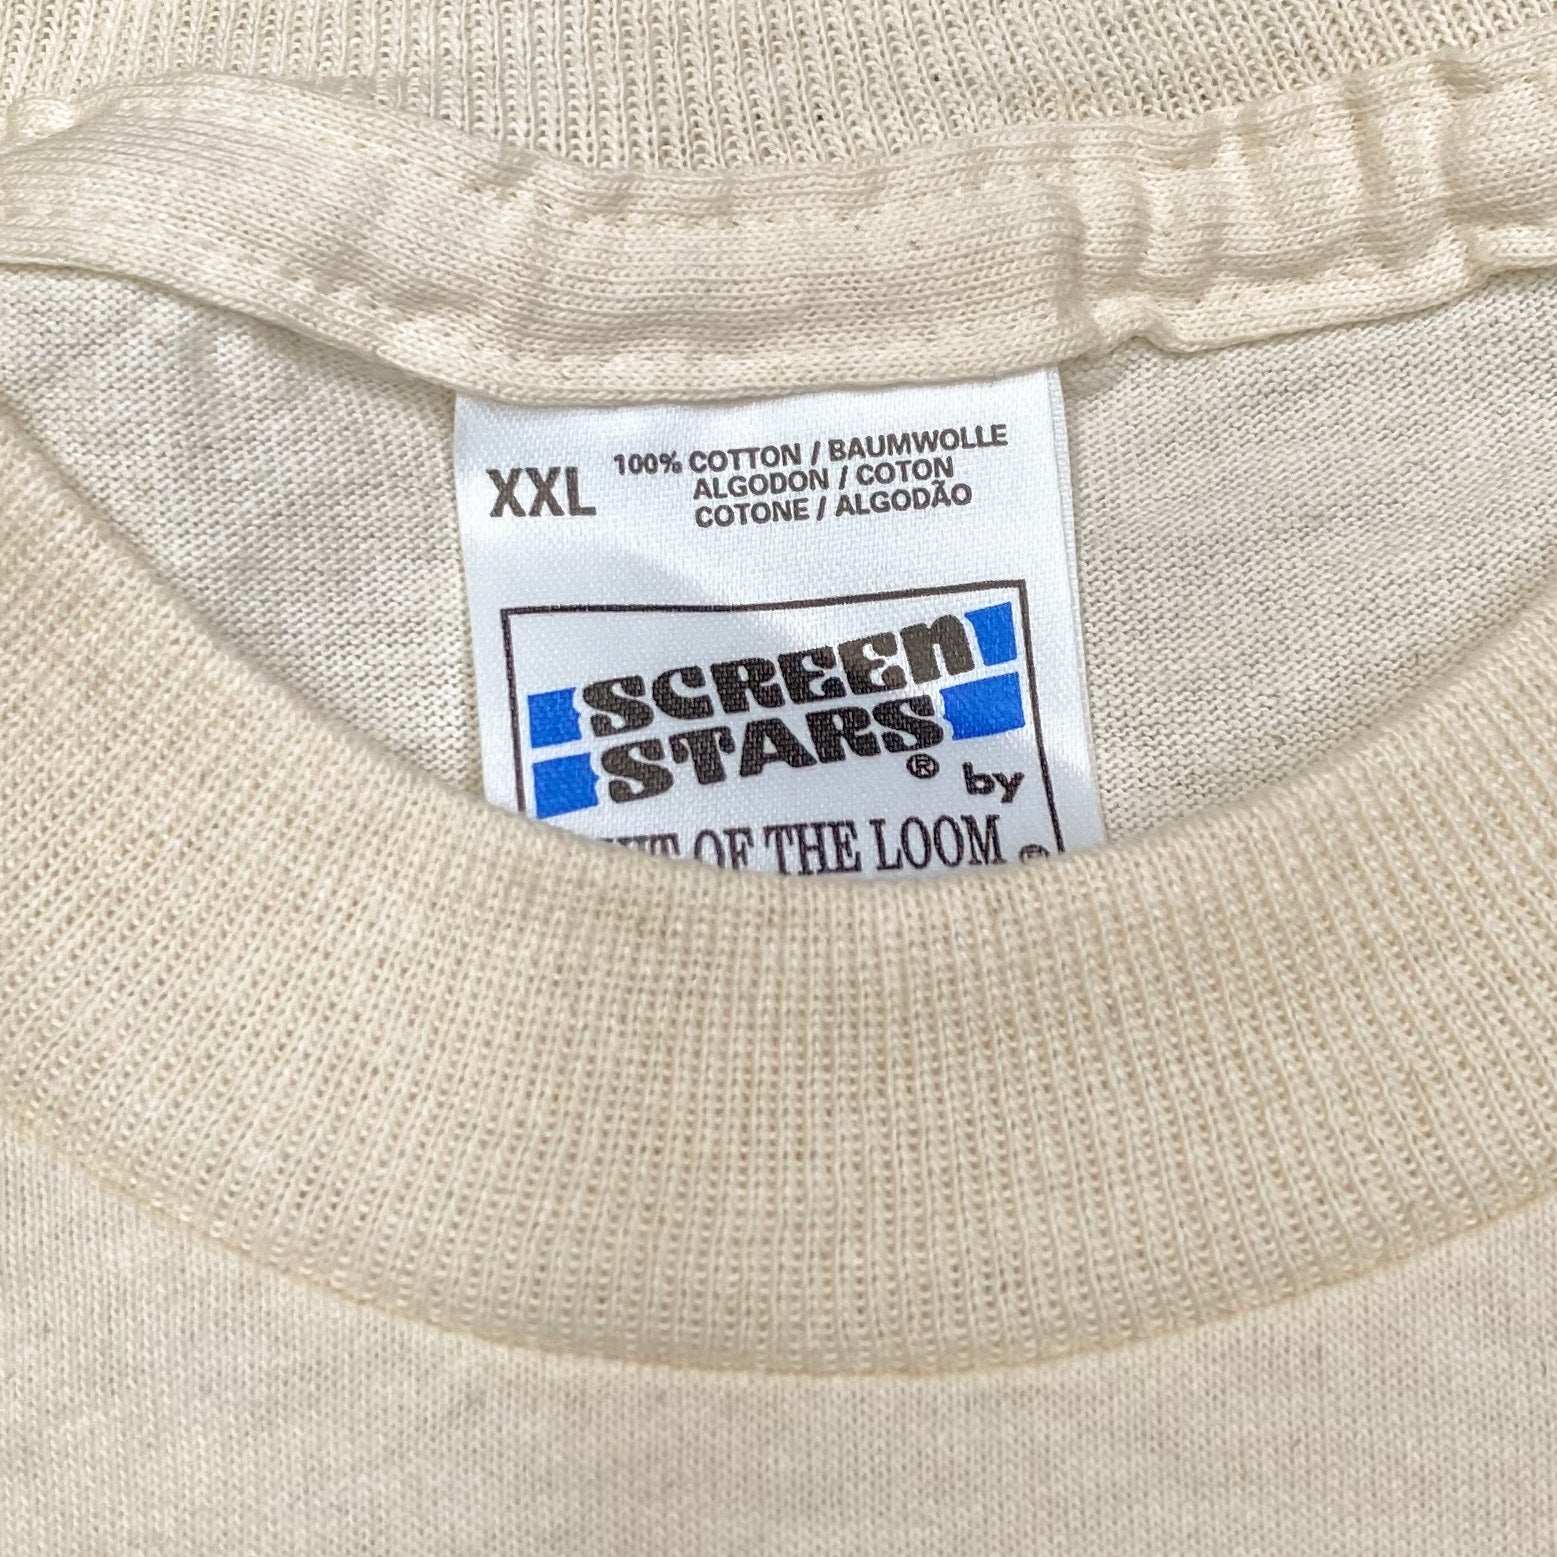 XXL
100% COTTON / BAUMWOLLE
ALGODON / COTON
COTONE / ALGODÃO
SCREEN
STARS®
by
OF THE LOOM ®